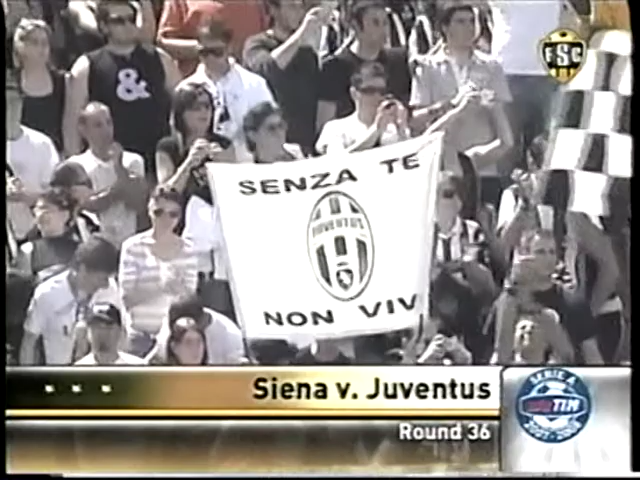 &
FSC
SENZA TE
JUVENTUS
NON VIV
Siena v. Juventus
Round 36
SERIE A
TIM
2007-2008